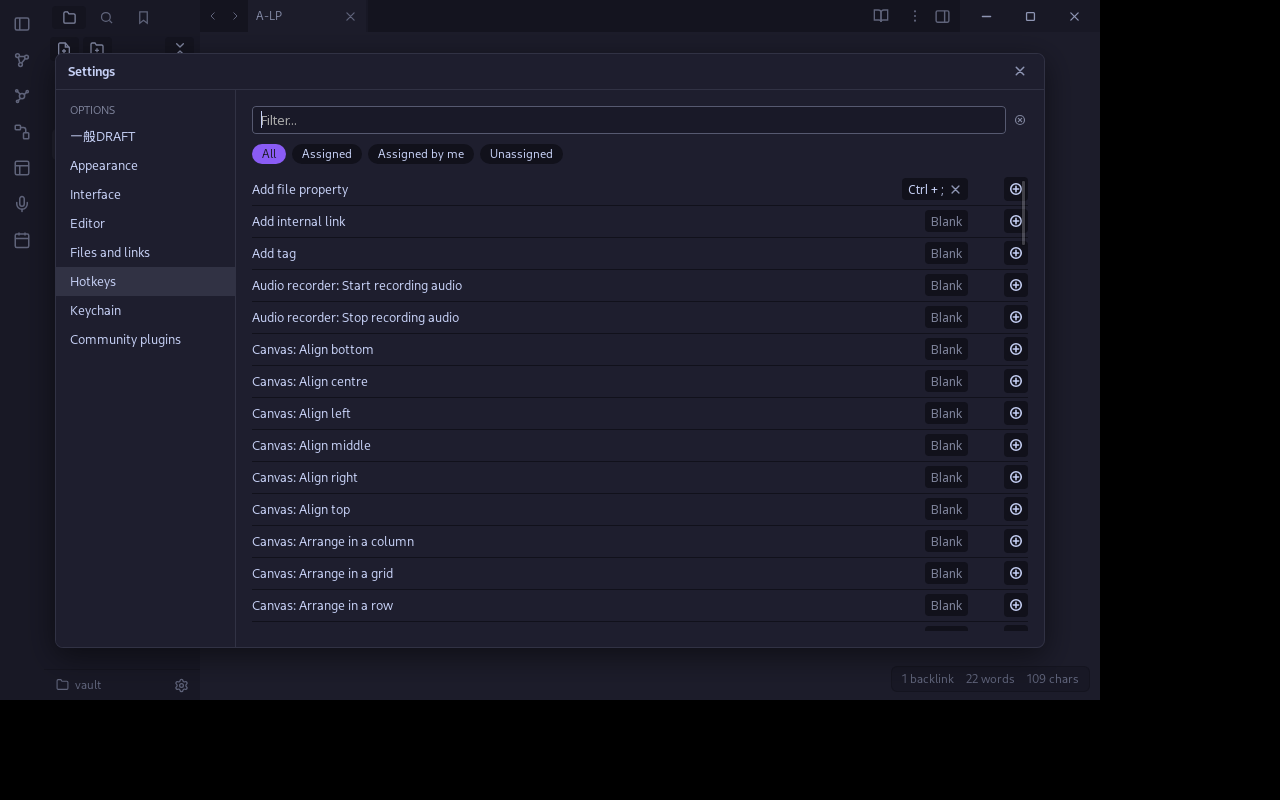 A-LP
Settings
OPTIONS
一般DRAFT
Appearance
Interface
Editor
Files and links
Hotkeys
Keychain
Community plugins
Filter...
All Assigned Assigned by me Unassigned
Add file property Ctrl + ;
Add internal link Blank
Add tag Blank
Audio recorder: Start recording audio Blank
Audio recorder: Stop recording audio Blank
Canvas: Align bottom Blank
Canvas: Align centre Blank
Canvas: Align left Blank
Canvas: Align middle Blank
Canvas: Align right Blank
Canvas: Align top Blank
Canvas: Arrange in a column Blank
Canvas: Arrange in a grid Blank
Canvas: Arrange in a row Blank
vault
1 backlink 22 words 109 chars